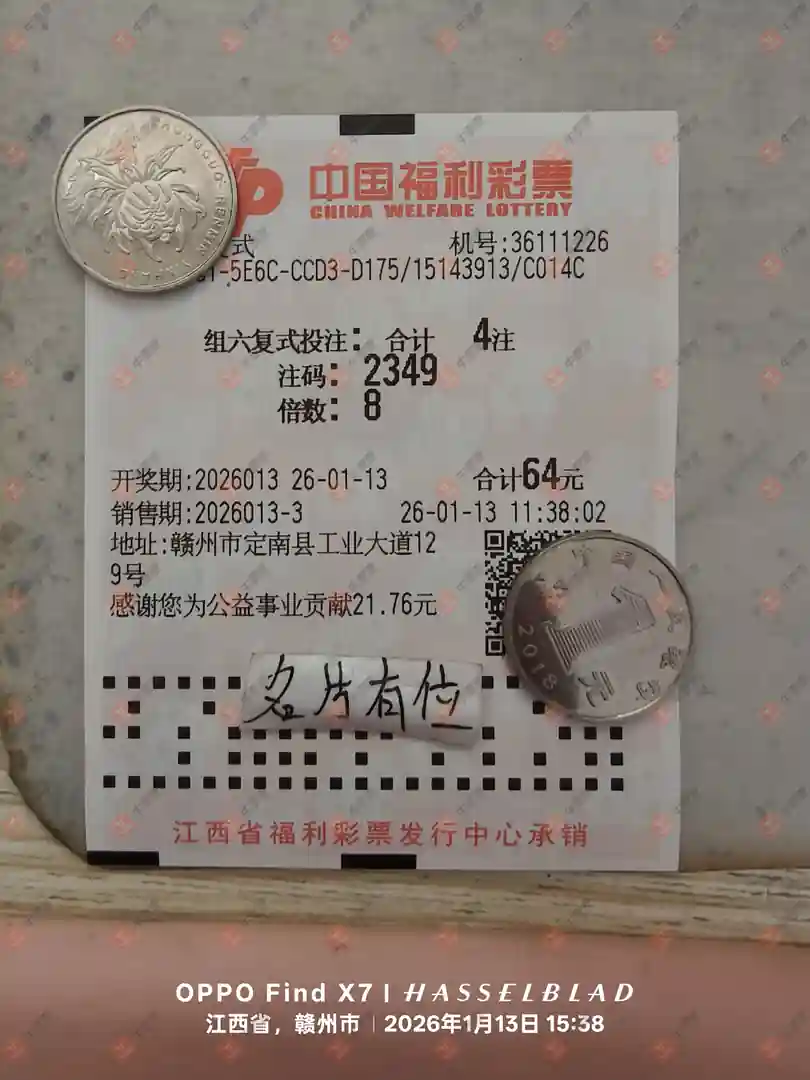 中国福利彩票
CHINA WELFARE LOTTERY
式 机号:36111226
-5E6C-CCD3-D175/15143913/C014C
组六复式投注: 合计 4注
注码: 2349
倍数: 8
开奖期:2026013 26-01-13 合计64元
销售期:2026013-3 26-01-13 11:38:02
地址:赣州市定南县工业大道12
9号
感谢您为公益事业贡献21.76元
2018
元
名片有位
江西省福利彩票发行中心承销
OPPO Find X7 | HASSELBLAD
江西省，赣州市 | 2026年1月13日 15:38